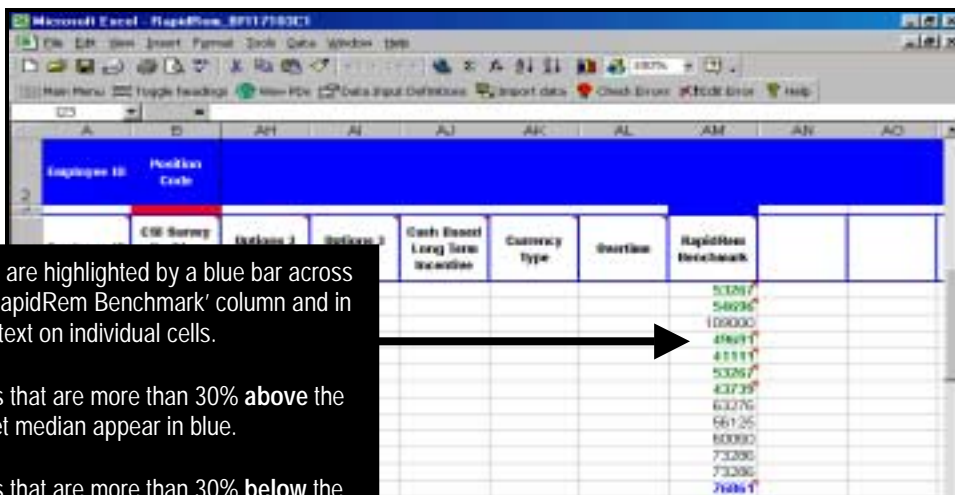 Microsoft Excel - RapidRem_BFI17103C1
File Edit View Insert Format Tools Data Window Help
100%
Main Menu Toggle headings View PDs Data Input Definitions Import data Check Errors Edit Error Help
A B AH AI AJ AK AL AM AN AO
Employee ID Position Code
2
CSI Survey
Options 2
Cash Based Long Term Incentive
Currency Type
Overtime
RapidRem Benchmark
are highlighted by a blue bar across
RapidRem Benchmark' column and in
text on individual cells.
s that are more than 30% above the
et median appear in blue.
s that are more than 30% below the
53267
54696
109000
49691
41111
53267
43739
63276
56125
60000
73286
73286
76861